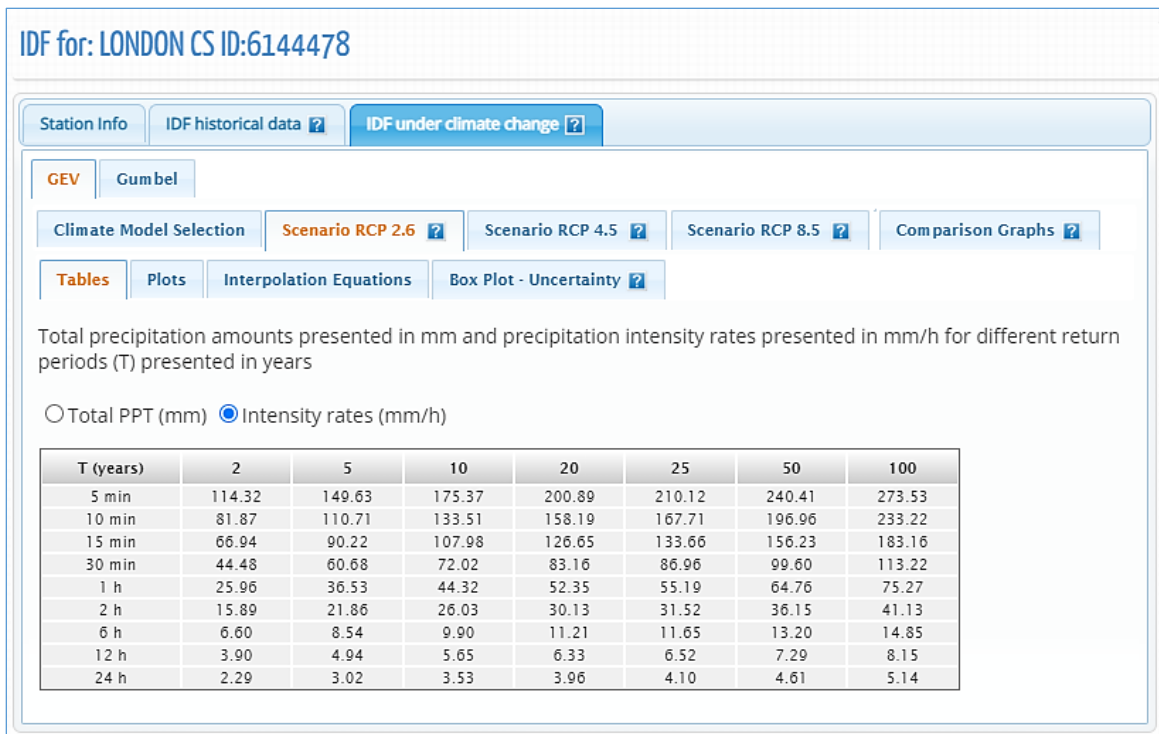 IDF for: LONDON CS ID:6144478
Station Info IDF historical data ? IDF under climate change ?
GEV Gumbel
Climate Model Selection Scenario RCP 2.6 ? Scenario RCP 4.5 ? Scenario RCP 8.5 ? Comparison Graphs ?
Tables Plots Interpolation Equations Box Plot - Uncertainty ?
Total precipitation amounts presented in mm and precipitation intensity rates presented in mm/h for different return
periods (T) presented in years
Total PPT (mm) Intensity rates (mm/h)
T (years) 2 5 10 20 25 50 100
5 min 114.32 149.63 175.37 200.89 210.12 240.41 273.53
10 min 81.87 110.71 133.51 158.19 167.71 196.96 233.22
15 min 66.94 90.22 107.98 126.65 133.66 156.23 183.16
30 min 44.48 60.68 72.02 83.16 86.96 99.60 113.22
1 h 25.96 36.53 44.32 52.35 55.19 64.76 75.27
2 h 15.89 21.86 26.03 30.13 31.52 36.15 41.13
6 h 6.60 8.54 9.90 11.21 11.65 13.20 14.85
12 h 3.90 4.94 5.65 6.33 6.52 7.29 8.15
24 h 2.29 3.02 3.53 3.96 4.10 4.61 5.14